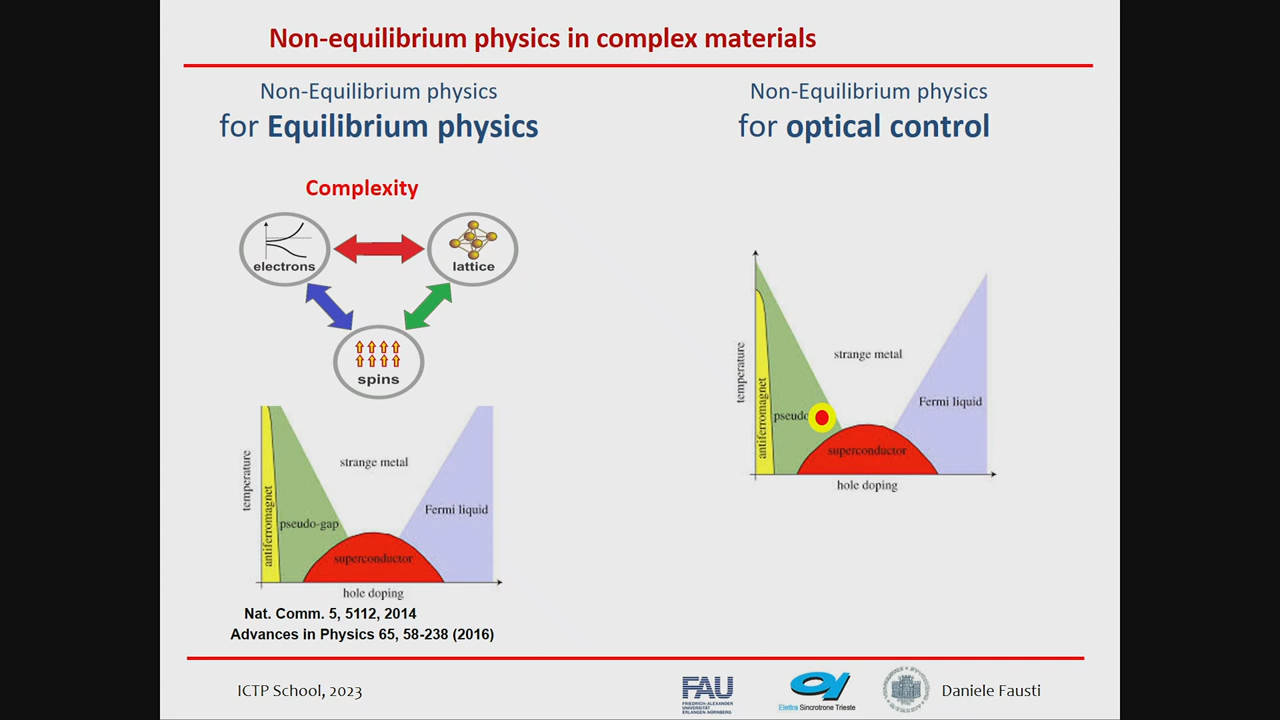 Non-equilibrium physics in complex materials
Non-Equilibrium physics
for Equilibrium physics
Complexity
electrons
lattice
spins
temperature
antiferromagnet
pseudo-gap
strange metal
superconductor
Fermi liquid
hole doping
Nat. Comm. 5, 5112, 2014
Advances in Physics 65, 58-238 (2016)
Non-Equilibrium physics
for optical control
temperature
antiferromagnet
pseudo
strange metal
superconductor
Fermi liquid
hole doping
ICTP School, 2023
FAU
FRIEDRICH-ALEXANDER
UNIVERSITÄT
ERLANGEN-NÜRNBERG
Elettra Sincrotrone Trieste
Daniele Fausti